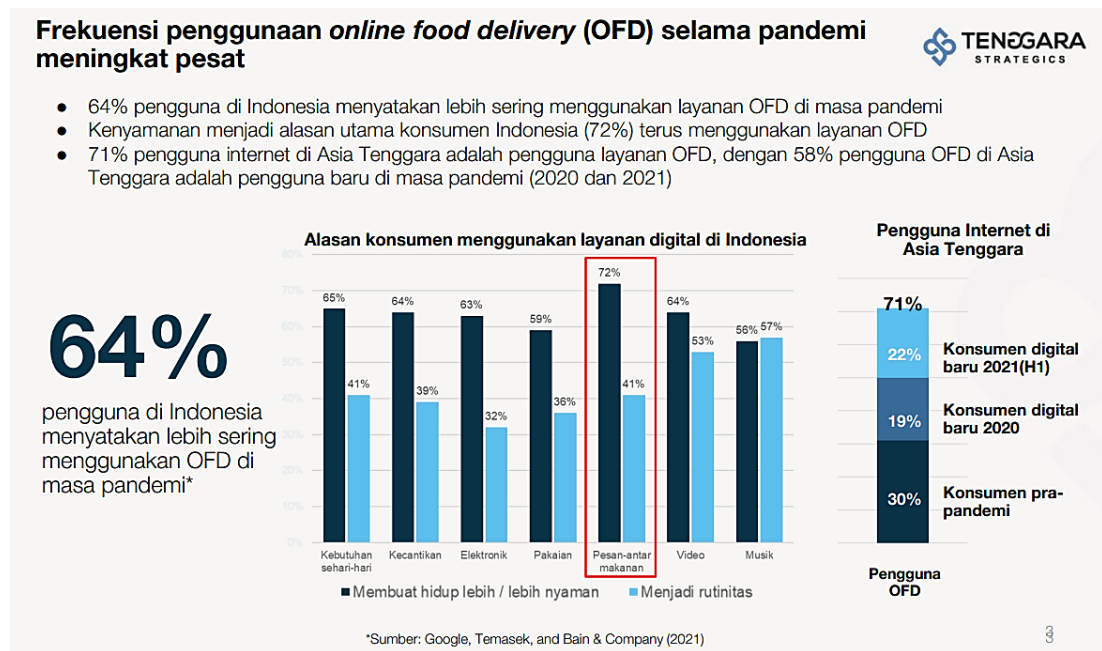 Frekuensi penggunaan online food delivery (OFD) selama pandemi
meningkat pesat
TENGGARA
STRATEGICS
● 64% pengguna di Indonesia menyatakan lebih sering menggunakan layanan OFD di masa pandemi
● Kenyamanan menjadi alasan utama konsumen Indonesia (72%) terus menggunakan layanan OFD
● 71% pengguna internet di Asia Tenggara adalah pengguna layanan OFD, dengan 58% pengguna OFD di Asia
Tenggara adalah pengguna baru di masa pandemi (2020 dan 2021)
64%
pengguna di Indonesia
menyatakan lebih sering
menggunakan OFD di
masa pandemi*
Alasan konsumen menggunakan layanan digital di Indonesia
80%
70%
60%
50%
40%
30%
20%
10%
0%
65%
41%
64%
39%
63%
32%
59%
36%
72%
41%
64%
53%
56%
57%
Kebutuhan
sehari-hari
Kecantikan
Elektronik
Pakaian
Pesan-antar
makanan
Video
Musik
Membuat hidup lebih / lebih nyaman
Menjadi rutinitas
Pengguna Internet di
Asia Tenggara
71%
22%
Konsumen digital
baru 2021(H1)
19%
Konsumen digital
baru 2020
30%
Konsumen pra-
pandemi
Pengguna
OFD
*Sumber: Google, Temasek, and Bain & Company (2021)
3